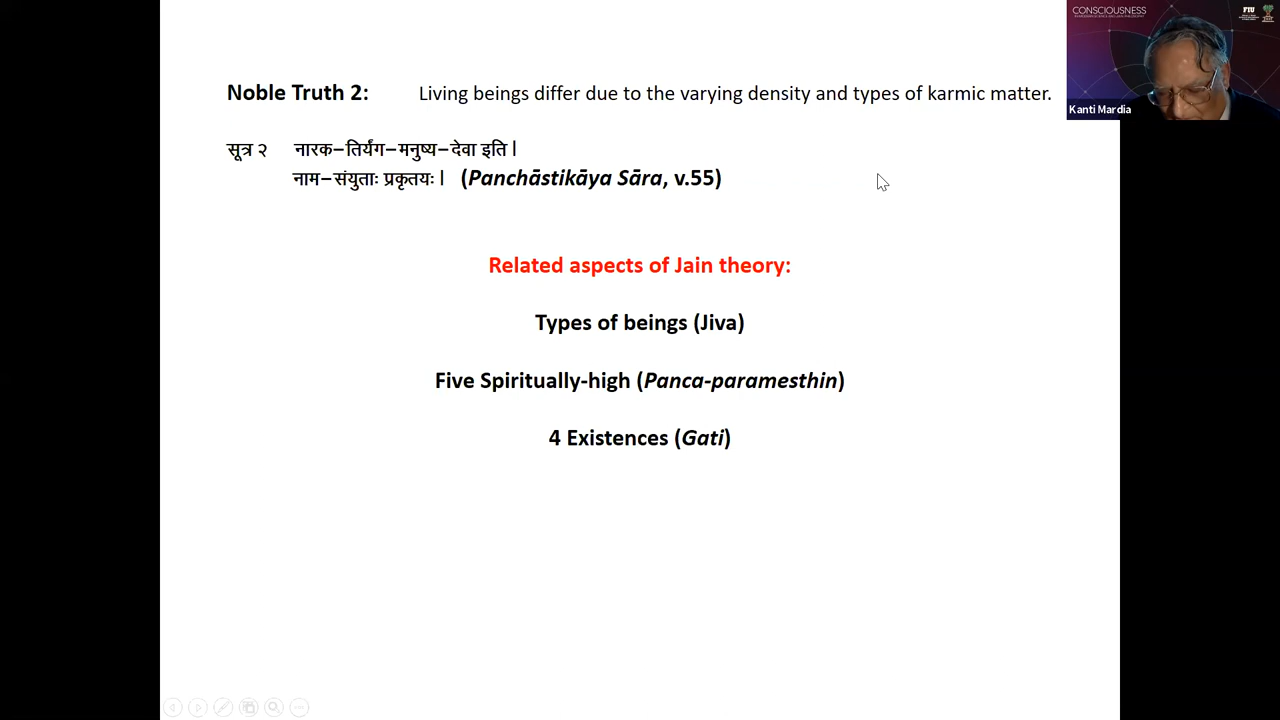 CONSCIOUSNESS
FIU
Kanti Mardia
Noble Truth 2: Living beings differ due to the varying density and types of karmic matter.
सूत्र २ नारक–तिर्यंग–मनुष्य–देवा इति |
नाम–संयुताः प्रकृतयः | (Panchāstikāya Sāra, v.55)
Related aspects of Jain theory:
Types of beings (Jiva)
Five Spiritually-high (Panca-paramesthin)
4 Existences (Gati)